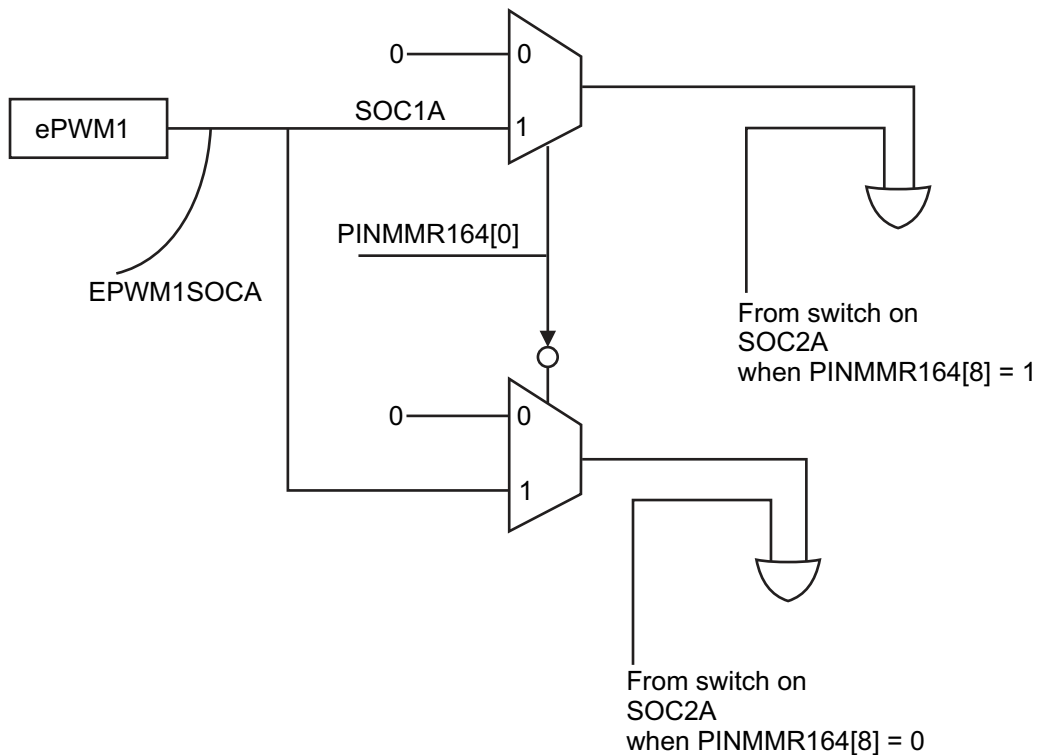 0
0
SOC1A
ePWM1
1
PINMMR164[0]
EPWM1SOCA
From switch on
SOC2A
when PINMMR164[8] = 1
0
0
1
From switch on
SOC2A
when PINMMR164[8] = 0